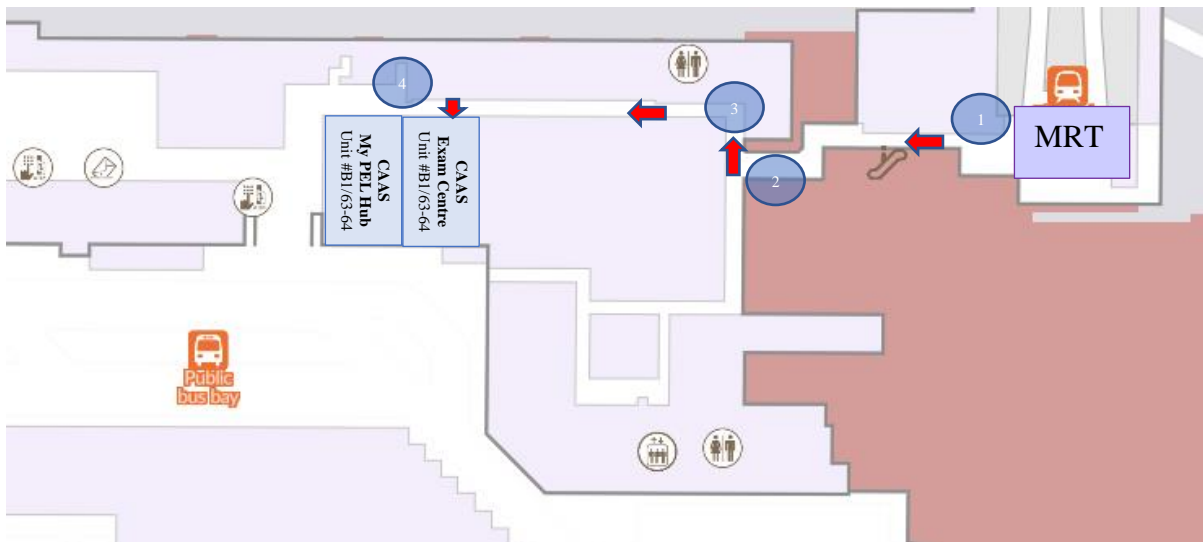 4
3
1
MRT
2
CAAS
My PEL Hub
Unit #B1/63-64
CAAS
Exam Centre
Unit #B1/63-64
Public
bus bay